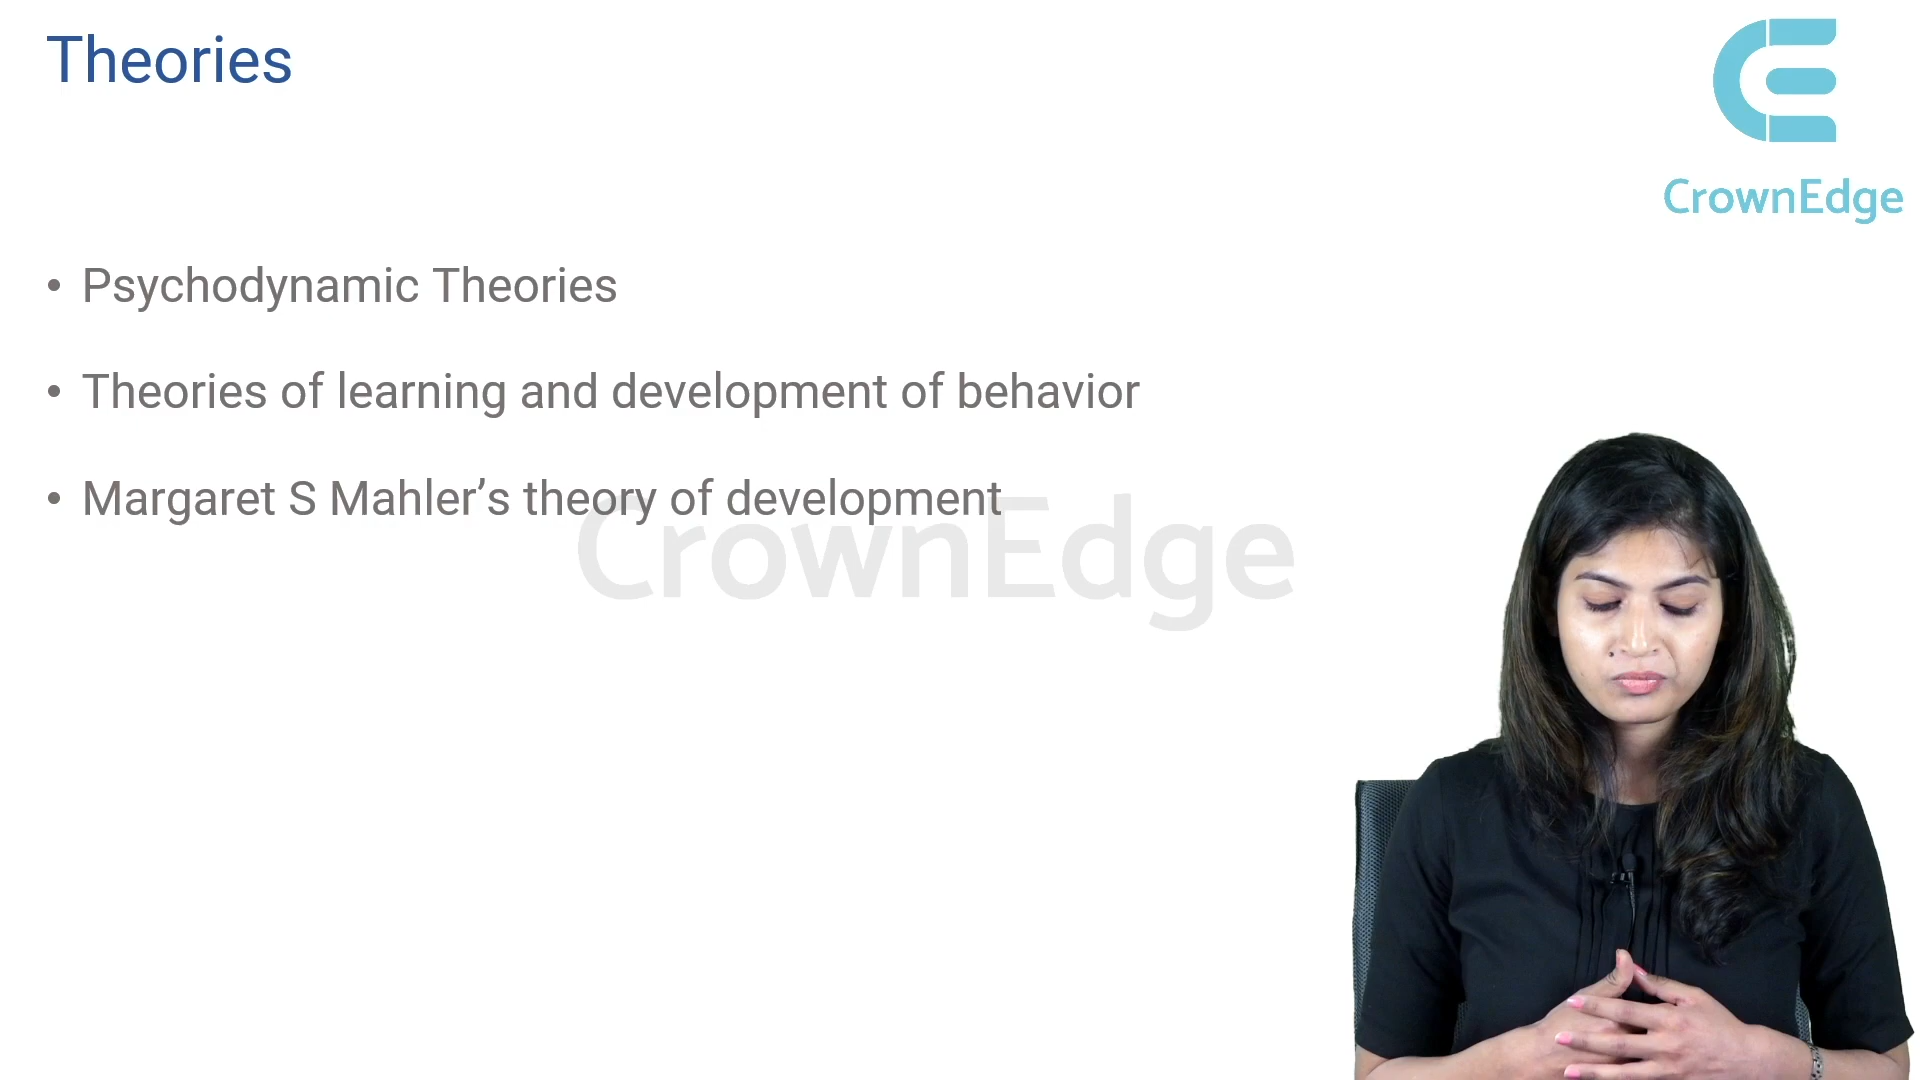 Theories
CrownEdge
• Psychodynamic Theories
• Theories of learning and development of behavior
• Margaret S Mahler’s theory of development
CrownEdge